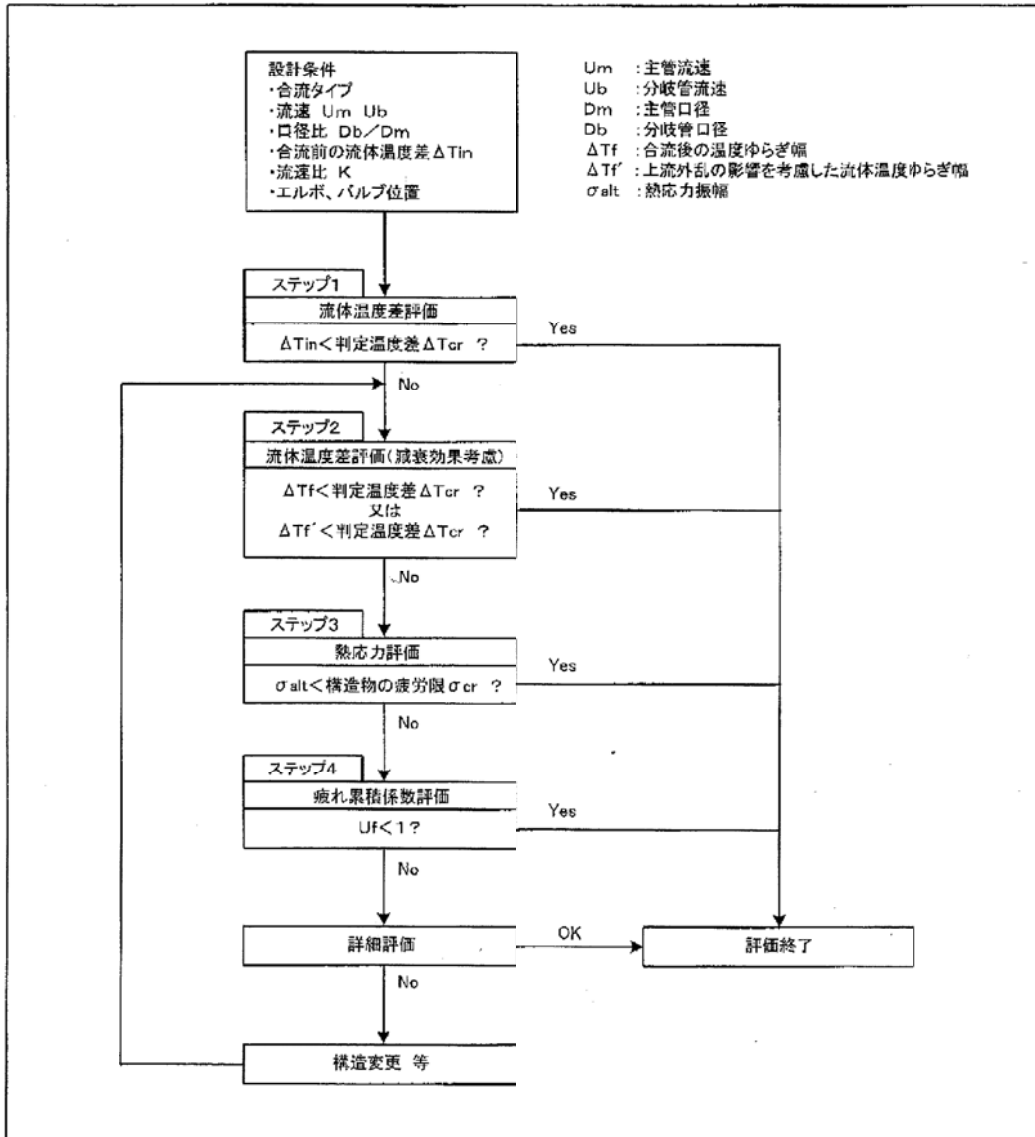 設計条件
・合流タイプ
・流速 Um Ub
・口径比 Db/Dm
・合流前の流体温度差ΔTin
・流速比 K
・エルボ、バルブ位置
Um :主管流速
Ub :分岐管流速
Dm :主管口径
Db :分岐管口径
ΔTf :合流後の温度ゆらぎ幅
ΔTf´ :上流外乱の影響を考慮した流体温度ゆらぎ幅
σalt :熱応力振幅
ステップ1
流体温度差評価
ΔTin<判定温度差ΔTcr ?
Yes
No
ステップ2
流体温度差評価(減衰効果考慮)
ΔTf<判定温度差ΔTcr ?
又は
ΔTf´<判定温度差ΔTcr ?
Yes
No
ステップ3
熱応力評価
σalt<構造物の疲労限σcr ?
Yes
No
ステップ4
疲れ累積係数評価
Uf<1?
Yes
No
詳細評価
OK
評価終了
No
構造変更 等